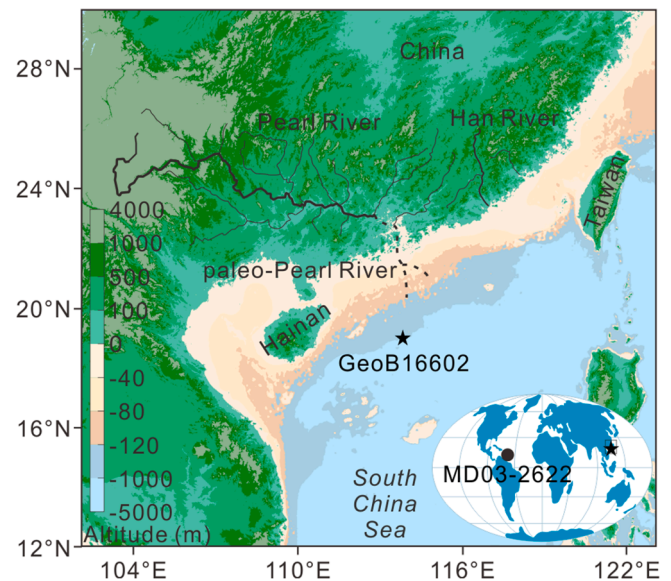 28°N
China
Pearl River
Han River
24°N
Taiwan
4000
1000
500
paleo-Pearl River
100
20°N
Hainan
0
GeoB16602
-40
-80
16°N
-120
MD03-2622
-1000
South
China
Sea
-5000
Altitude (m)
12°N
104°E
110°E
116°E
122°E